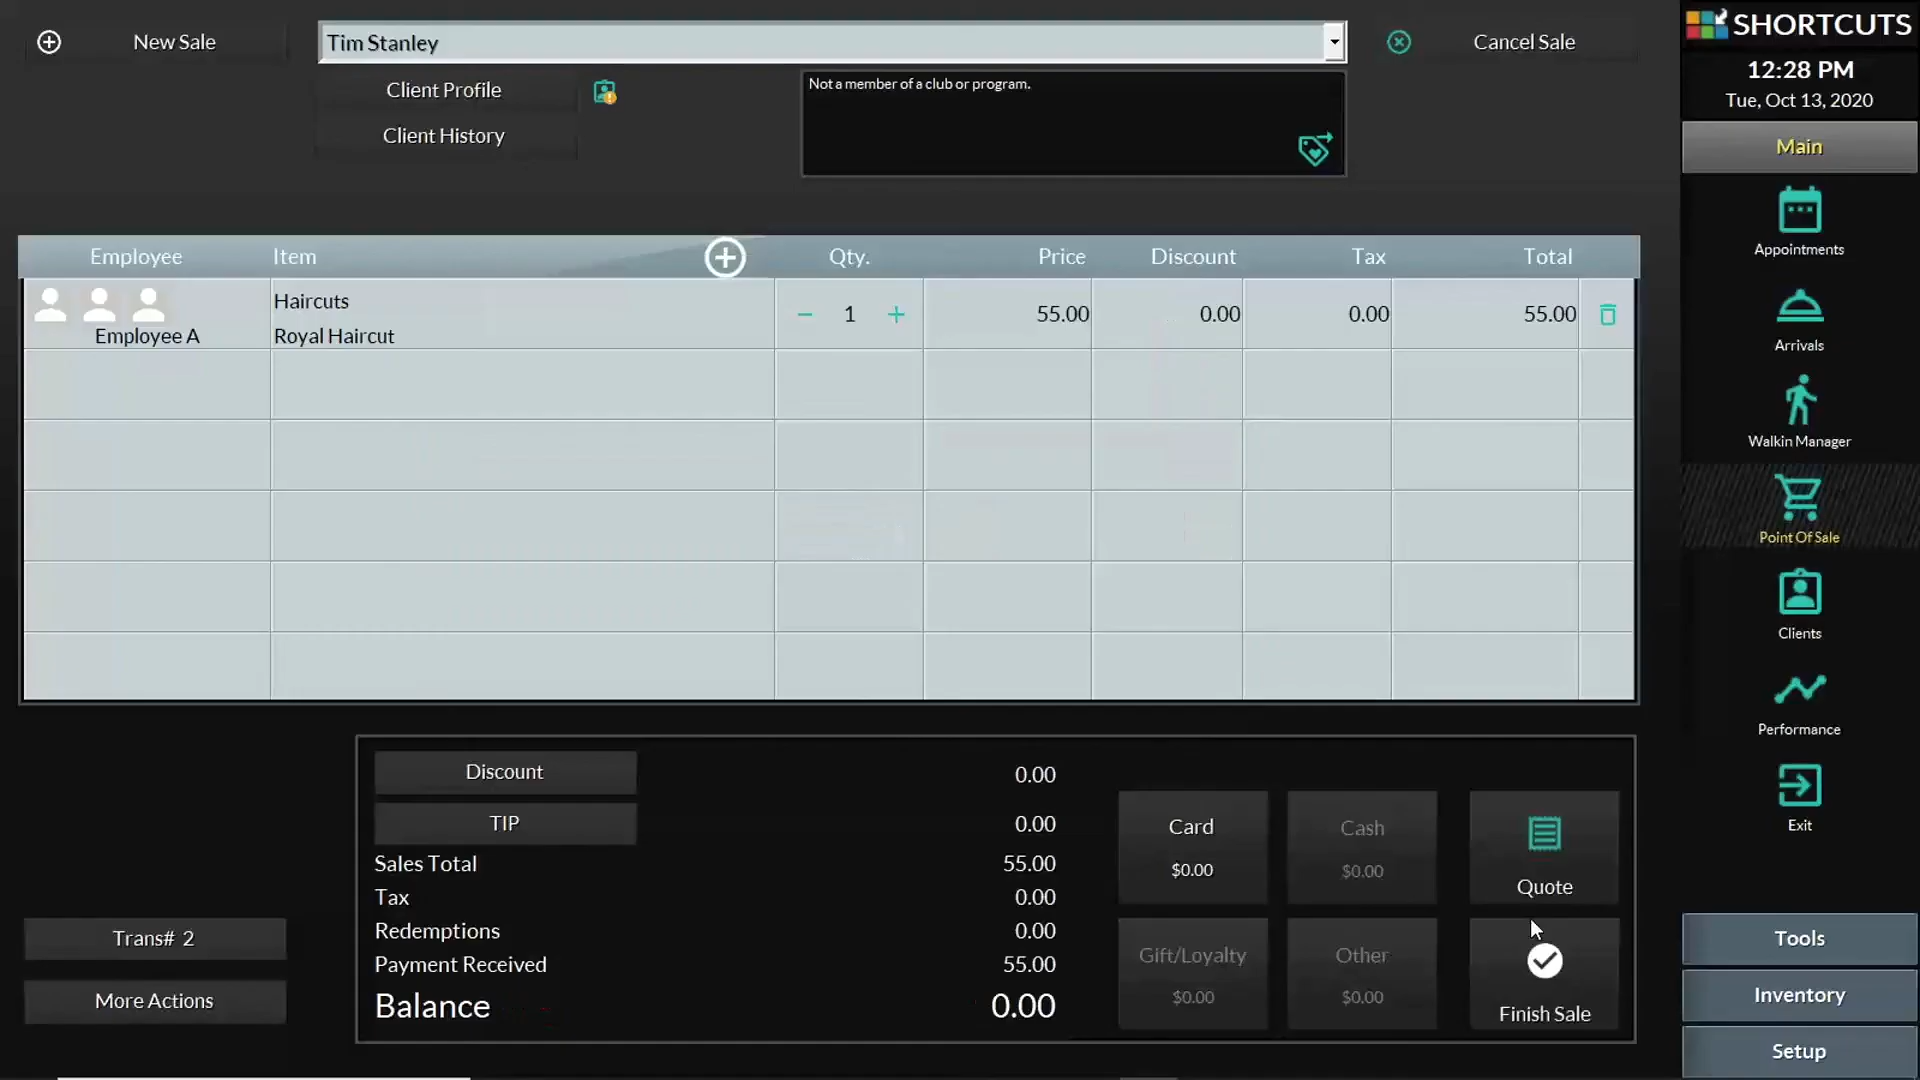 New Sale
Tim Stanley
Cancel Sale
Client Profile
Client History
Not a member of a club or program.
SHORTCUTS
12:28 PM
Tue, Oct 13, 2020
Main
Appointments
Arrivals
Walkin Manager
Point Of Sale
Clients
Performance
Exit
Tools
Inventory
Setup
Employee Item Qty. Price Discount Tax Total
Haircuts
Employee A Royal Haircut 1 55.00 0.00 0.00 55.00
Discount 0.00
TIP 0.00
Sales Total 55.00
Tax 0.00
Redemptions 0.00
Payment Received 55.00
Balance 0.00
Card
$0.00
Cash
$0.00
Quote
Gift/Loyalty
$0.00
Other
$0.00
Finish Sale
Trans# 2
More Actions